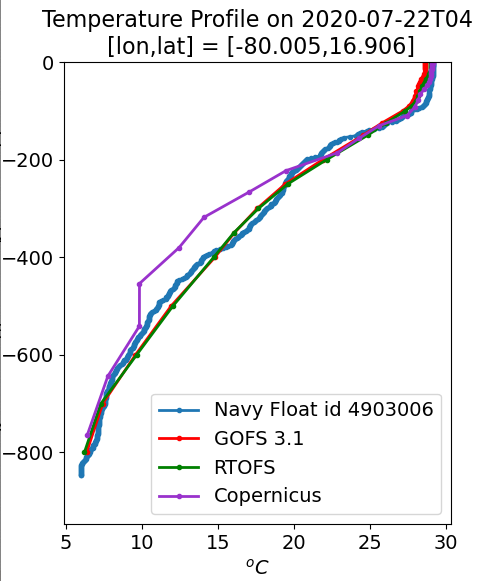 Temperature Profile on 2020-07-22T04
[lon,lat] = [-80.005,16.906]
0
−200
−400
−600
−800
Navy Float id 4903006
GOFS 3.1
RTOFS
Copernicus
5 10 15 20 25 30
°C